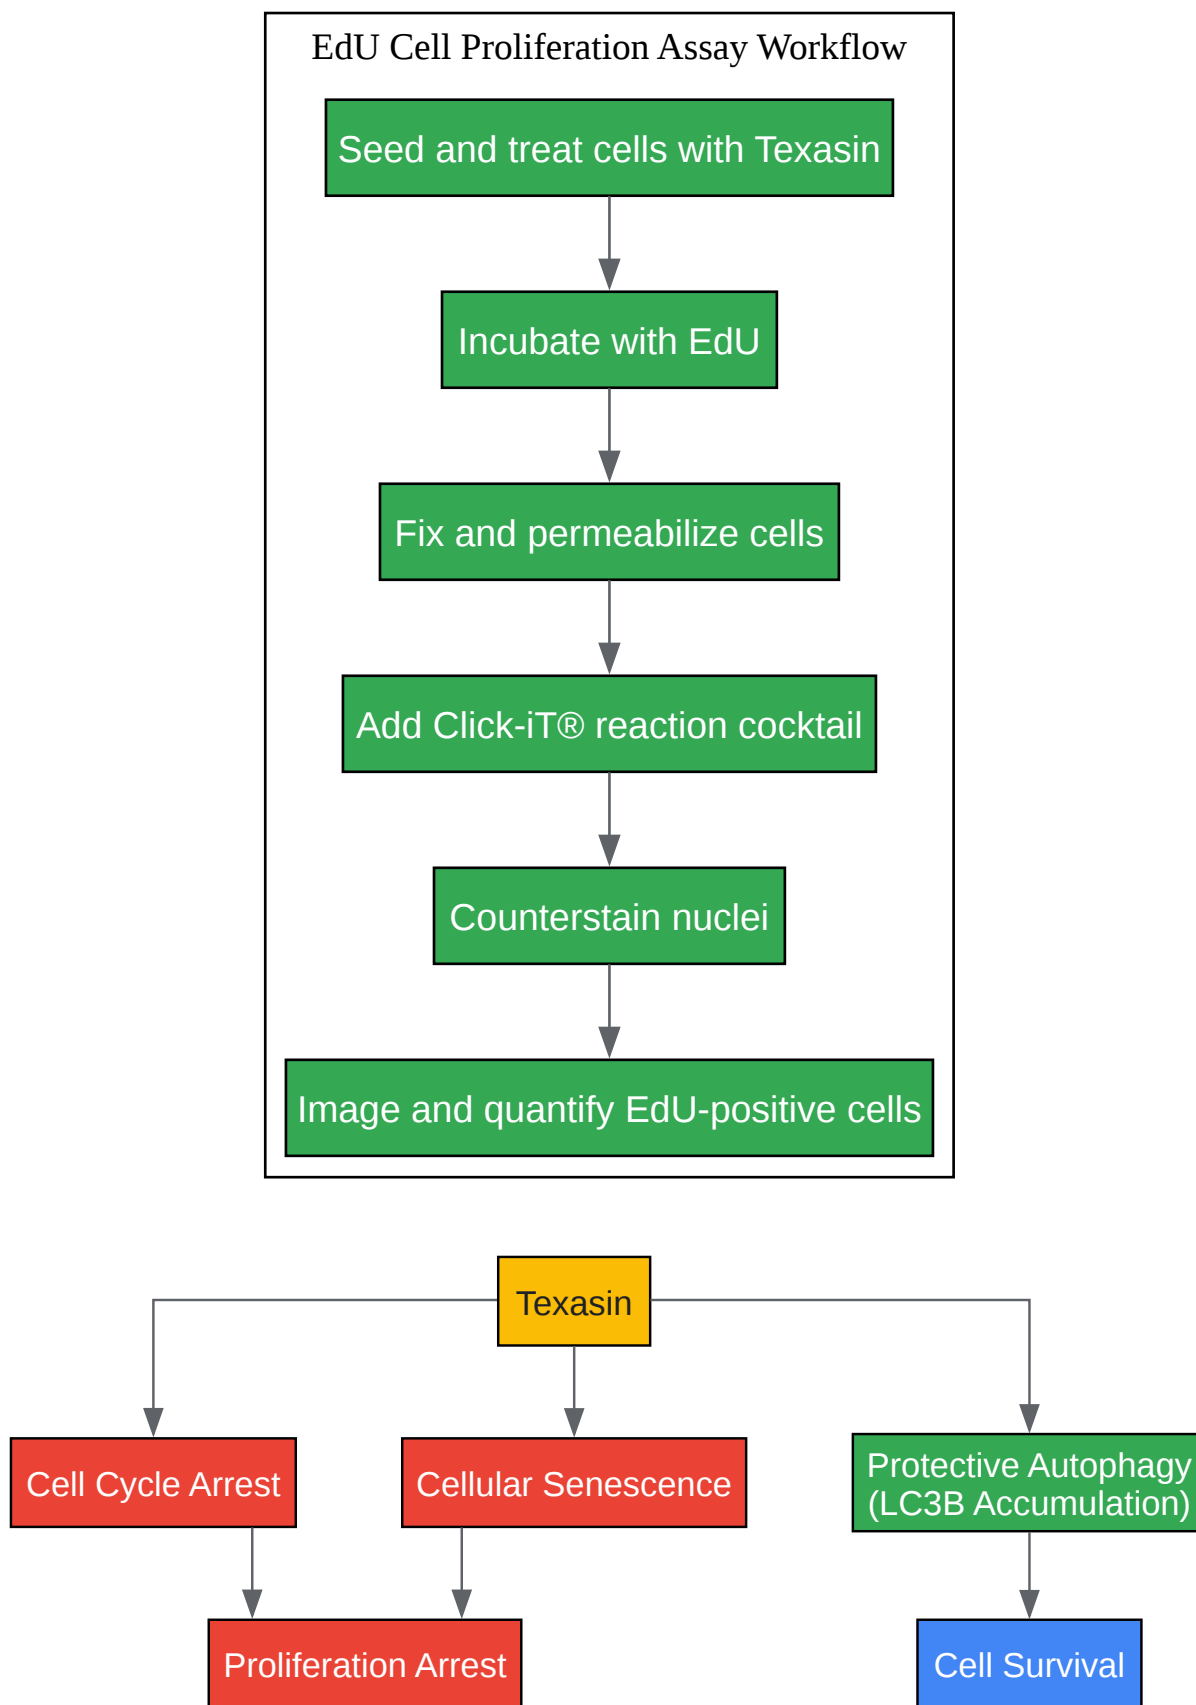 EdU Cell Proliferation Assay Workflow
Seed and treat cells with Texasin
Incubate with EdU
Fix and permeabilize cells
Add Click-iT® reaction cocktail
Counterstain nuclei
Image and quantify EdU-positive cells
Texasin
Cell Cycle Arrest
Cellular Senescence
Protective Autophagy
(LC3B Accumulation)
Proliferation Arrest
Cell Survival